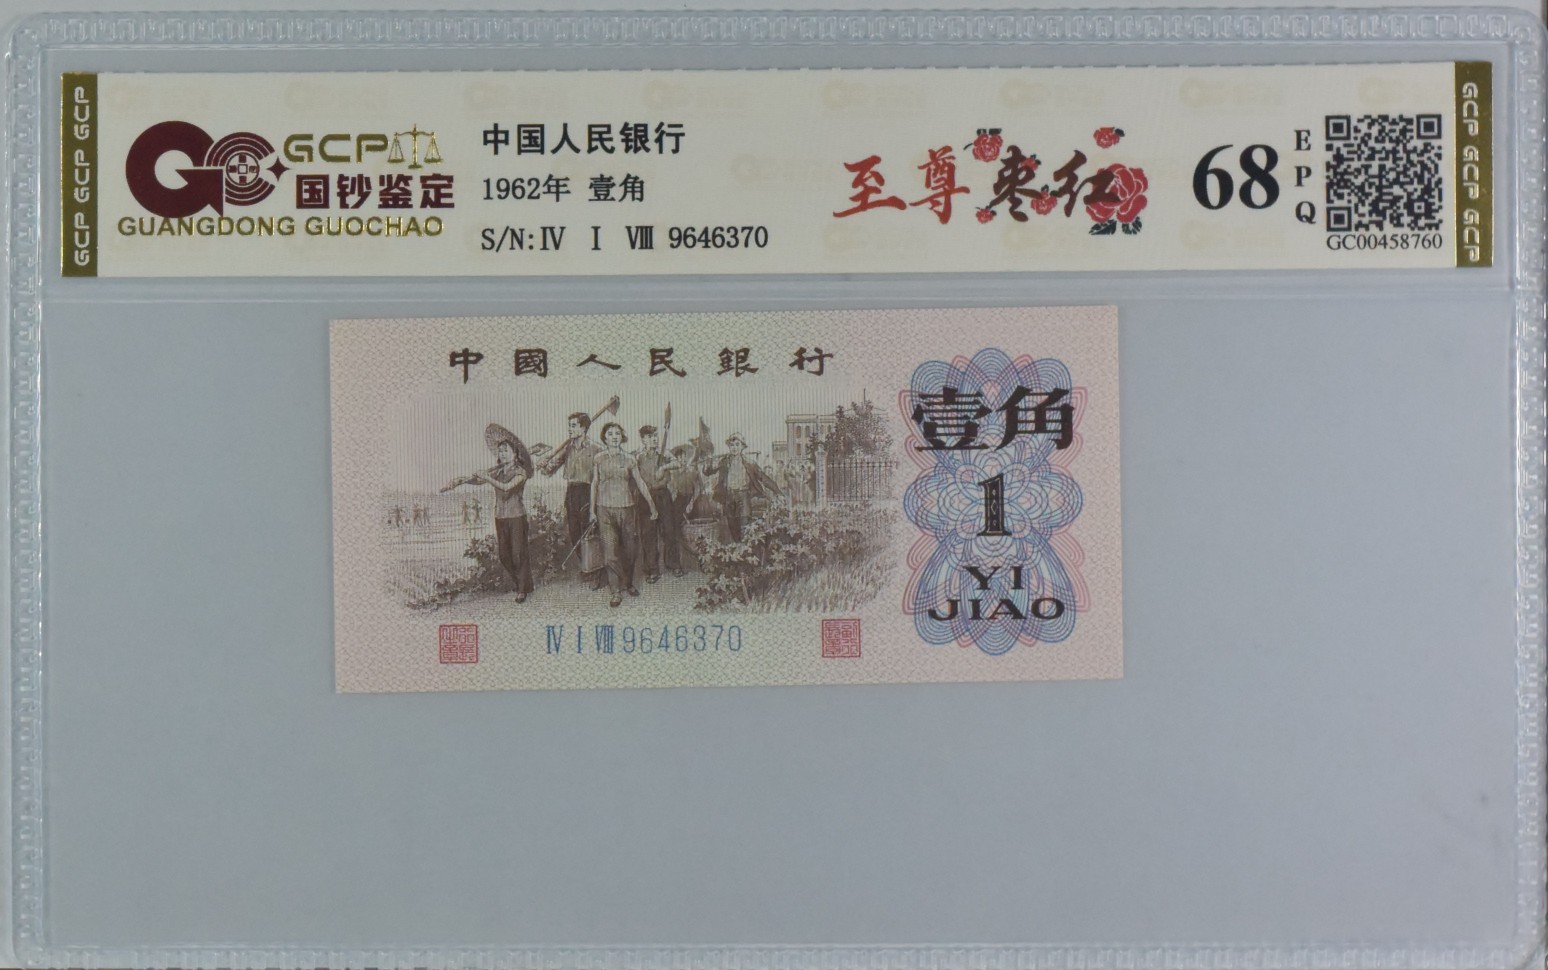 GCP GCP GCP
GCP
国钞鉴定
GUANGDONG GUOCHAO
中国人民银行
1962年 壹角
S/N:Ⅳ Ⅰ Ⅷ 9646370
至尊枣红
68
EPQ
GC00458760
GCP GCP GCP
中國人民銀行
壹角
1
YI
JIAO
Ⅳ Ⅰ Ⅷ 9646370